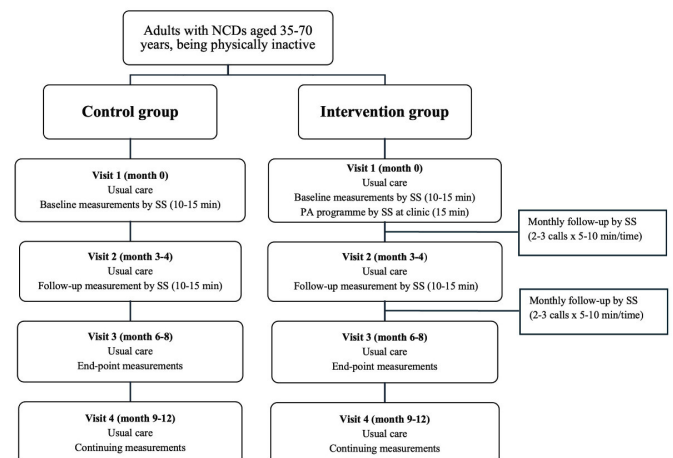 Adults with NCDs aged 35-70
years, being physically inactive
Control group
Intervention group
Visit 1 (month 0)
Usual care
Baseline measurements by SS (10-15 min)
Visit 1 (month 0)
Usual care
Baseline measurements by SS (10-15 min)
PA programme by SS at clinic (15 min)
Monthly follow-up by SS
(2-3 calls x 5-10 min/time)
Visit 2 (month 3-4)
Usual care
Follow-up measurement by SS (10-15 min)
Visit 2 (month 3-4)
Usual care
Follow-up measurement by SS (10-15 min)
Monthly follow-up by SS
(2-3 calls x 5-10 min/time)
Visit 3 (month 6-8)
Usual care
End-point measurements
Visit 3 (month 6-8)
Usual care
End-point measurements
Visit 4 (month 9-12)
Usual care
Continuing measurements
Visit 4 (month 9-12)
Usual care
Continuing measurements